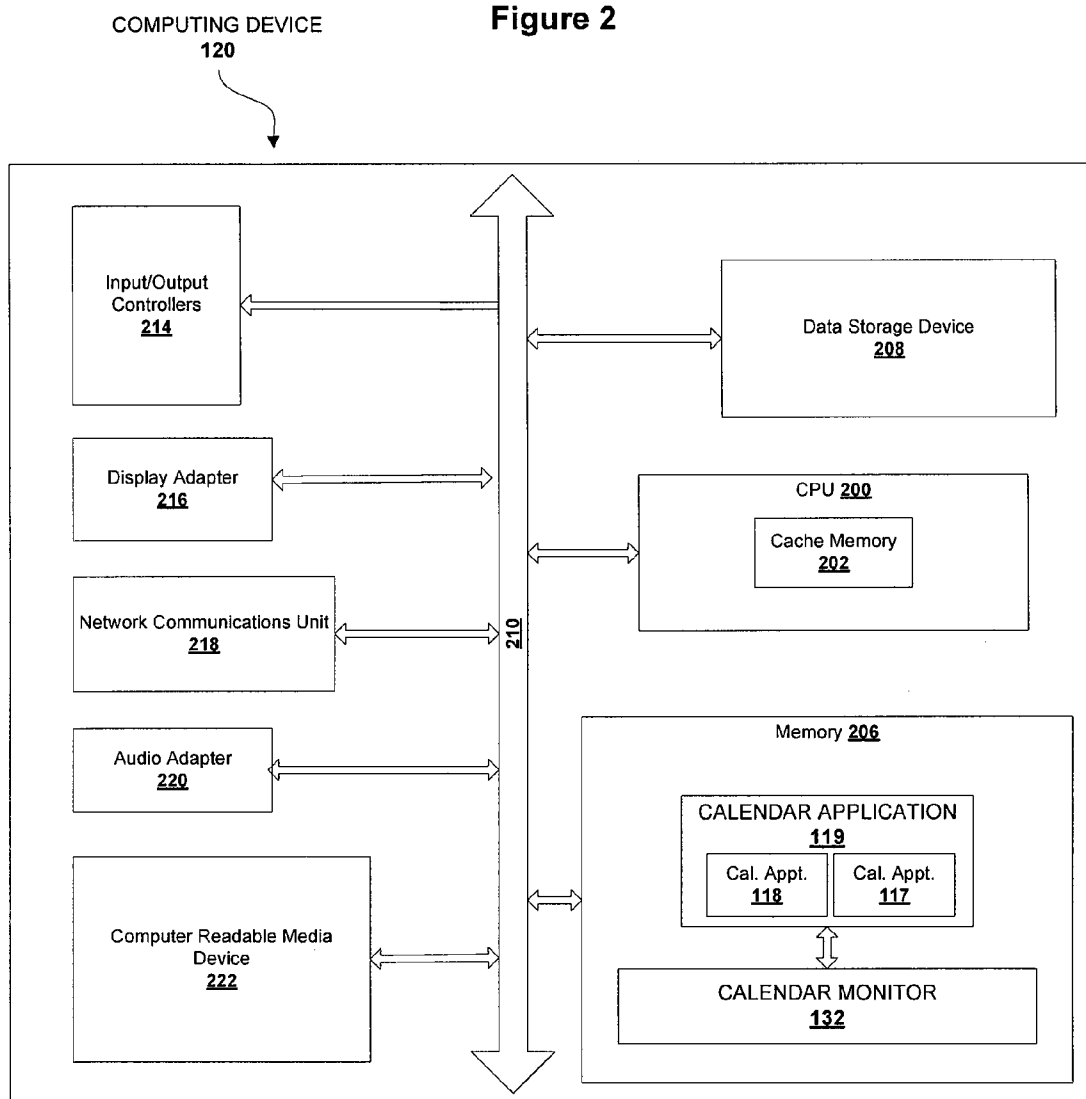 Figure 2
COMPUTING DEVICE
120
Input/Output
Controllers
214
Display Adapter
216
Network Communications Unit
218
Audio Adapter
220
Computer Readable Media
Device
222
210
Data Storage Device
208
CPU 200
Cache Memory
202
Memory 206
CALENDAR APPLICATION
119
Cal. Appt.
118
Cal. Appt.
117
CALENDAR MONITOR
132